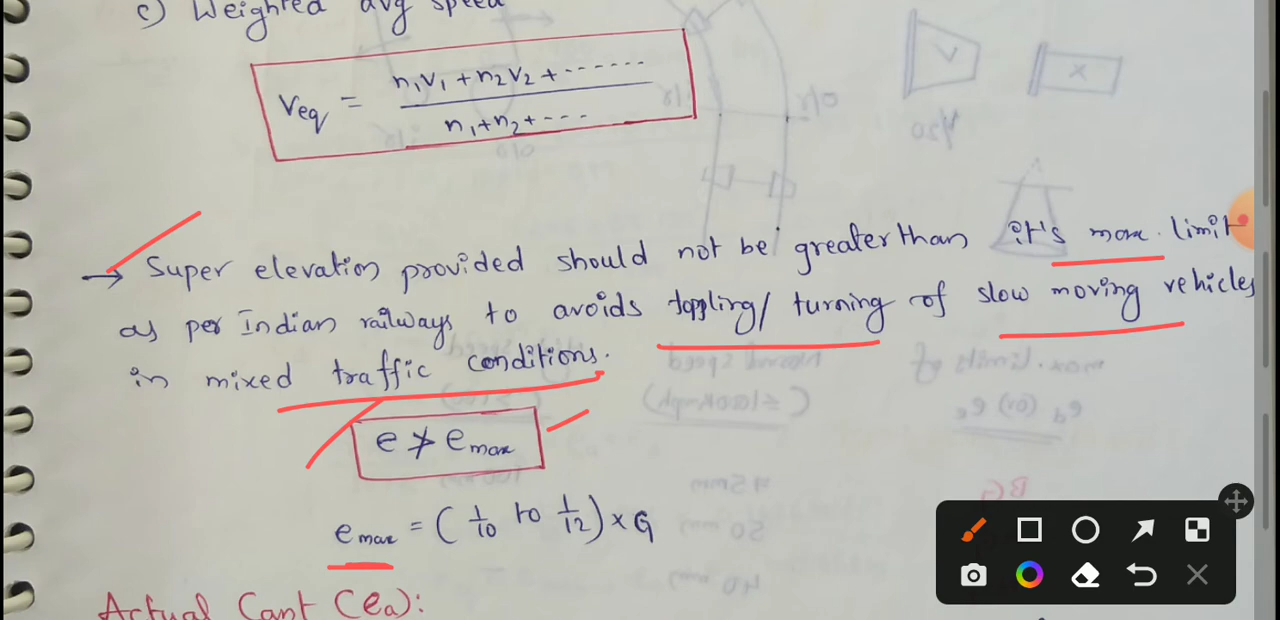 c) Weighted avg speed
Veq = n₁V₁ + n₂V₂ + ······ / n₁+n₂+ ---
→ Super elevation provided should not be greater than it's max. limit
as per Indian railways to avoids toppling/ turning of slow moving vehicles
in mixed traffic conditions.
e ≯ emax
emax = (1/10 to 1/12) × G
Actual Cant (ea):